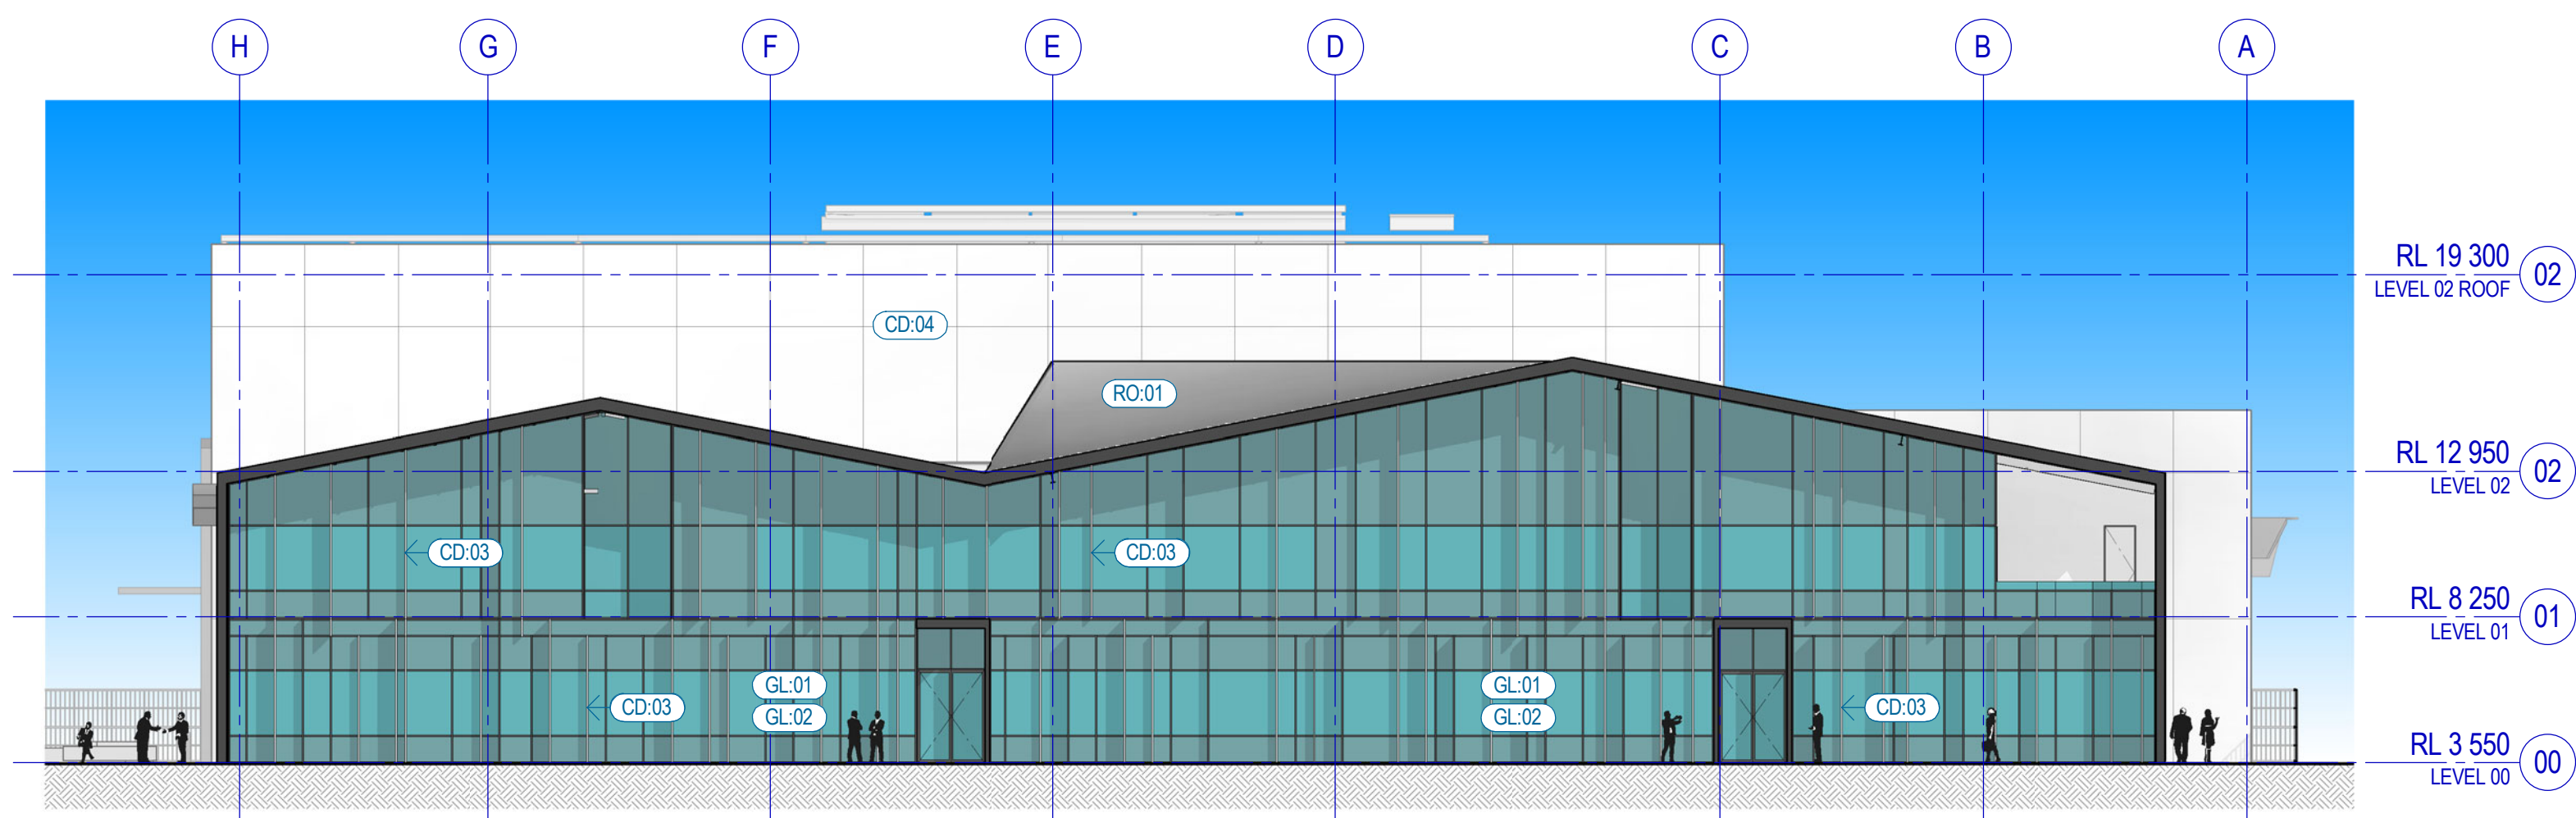 H G F E D C B A
RL 19 300
LEVEL 02 ROOF
02
CD:04
RO:01
RL 12 950
LEVEL 02
02
CD:03
CD:03
RL 8 250
LEVEL 01
01
GL:01
GL:02
CD:03
GL:01
GL:02
CD:03
RL 3 550
LEVEL 00
00